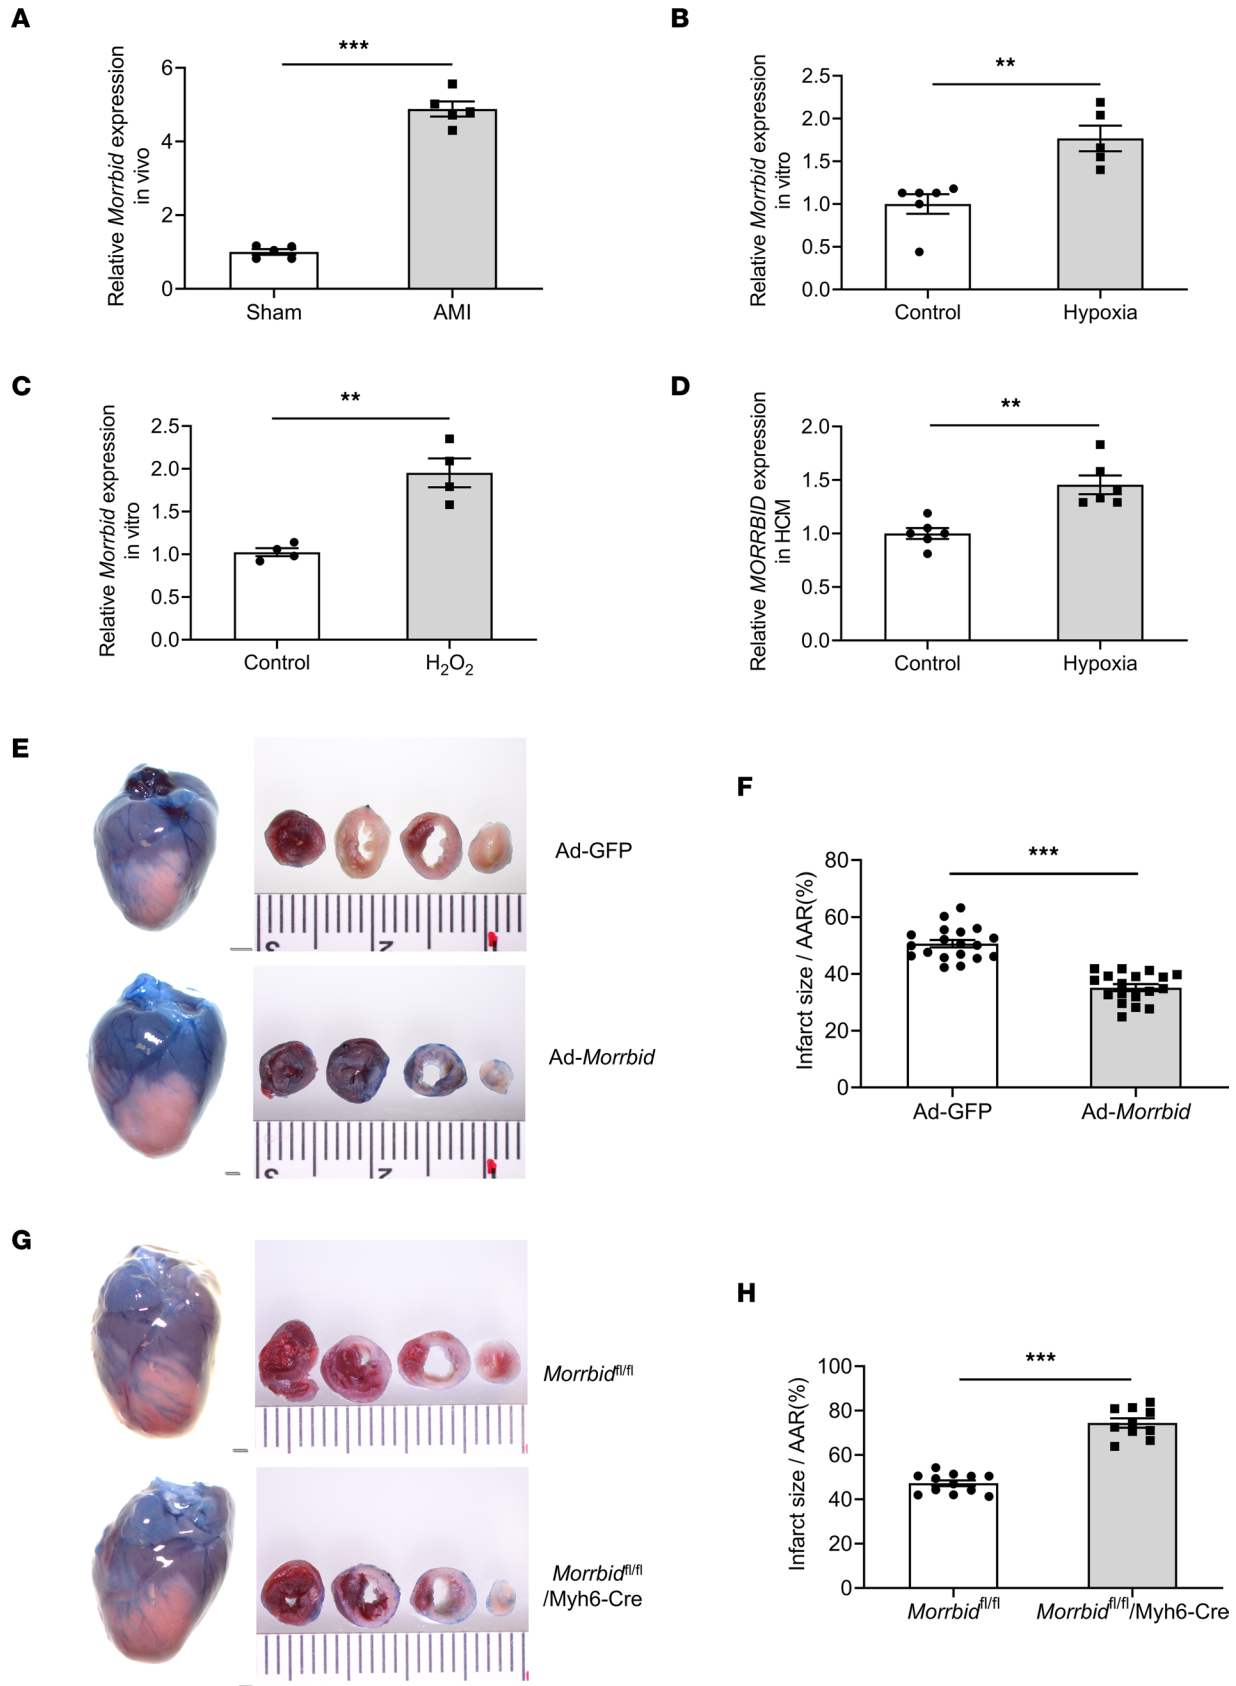 A
Relative Morrbid expression
in vivo
6
4
2
0
***
Sham
AMI
B
Relative Morrbid expression
in vitro
2.5
2.0
1.5
1.0
0.5
0.0
**
Control
Hypoxia
C
Relative Morrbid expression
in vitro
2.5
2.0
1.5
1.0
0.5
0.0
**
Control
H₂O₂
D
Relative MORRBID expression
in HCM
2.0
1.5
1.0
0.5
0.0
**
Control
Hypoxia
E
3
2
Ad-GFP
3
2
Ad-Morrbid
F
Infarct size / AAR(%)
80
60
40
20
0
***
Ad-GFP
Ad-Morrbid
G
Morrbidfl/fl
Morrbidfl/fl
/Myh6-Cre
H
Infarct size / AAR(%)
100
80
60
40
20
0
***
Morrbidfl/fl
Morrbidfl/fl/Myh6-Cre